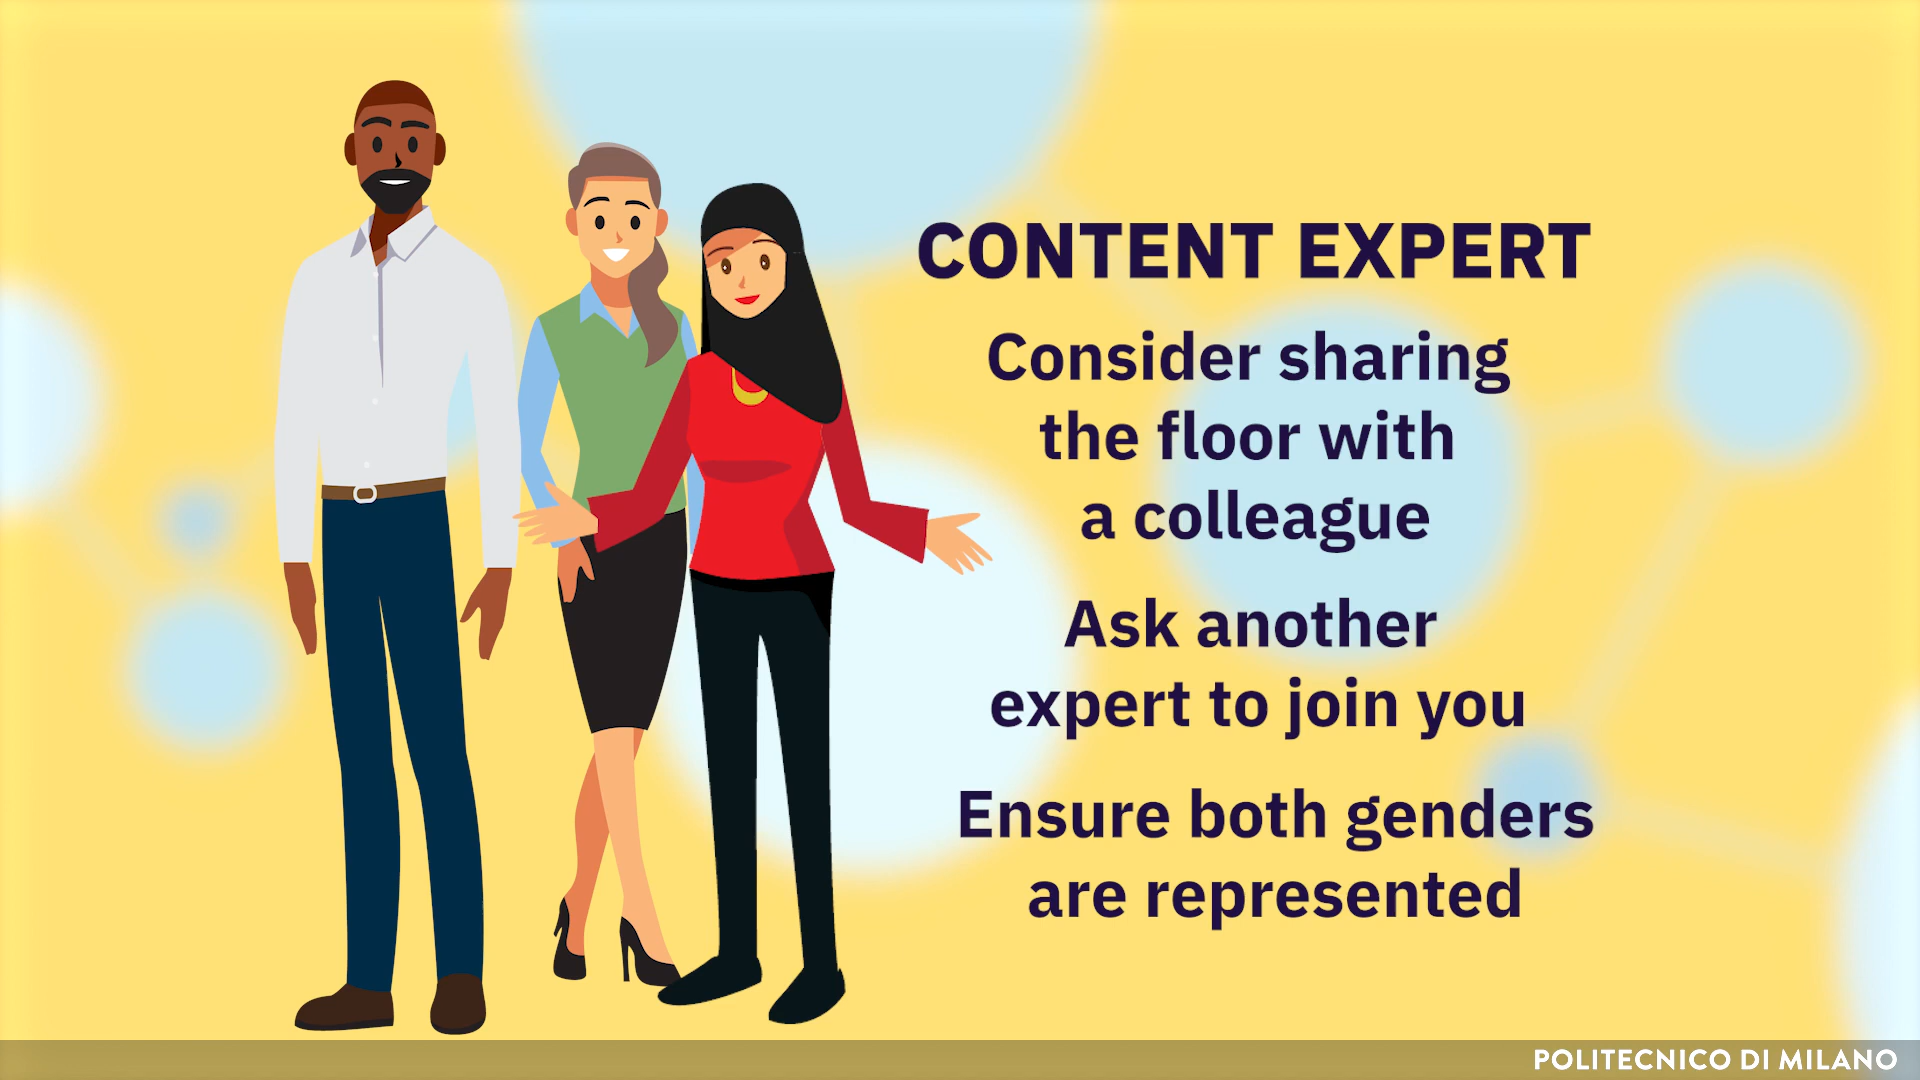 CONTENT EXPERT
Consider sharing
the floor with
a colleague
Ask another
expert to join you
Ensure both genders
are represented
POLITECNICO DI MILANO